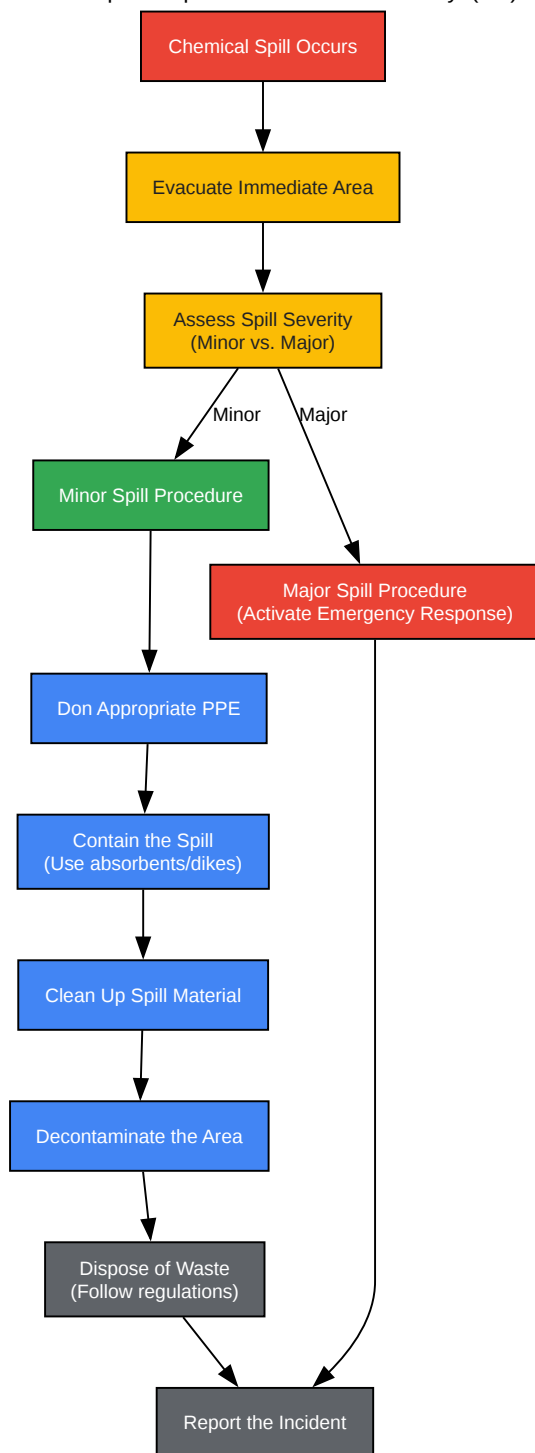 Chemical Spill Occurs
Evacuate Immediate Area
Assess Spill Severity
(Minor vs. Major)
Minor
Major
Minor Spill Procedure
Major Spill Procedure
(Activate Emergency Response)
Don Appropriate PPE
Contain the Spill
(Use absorbents/dikes)
Clean Up Spill Material
Decontaminate the Area
Dispose of Waste
(Follow regulations)
Report the Incident